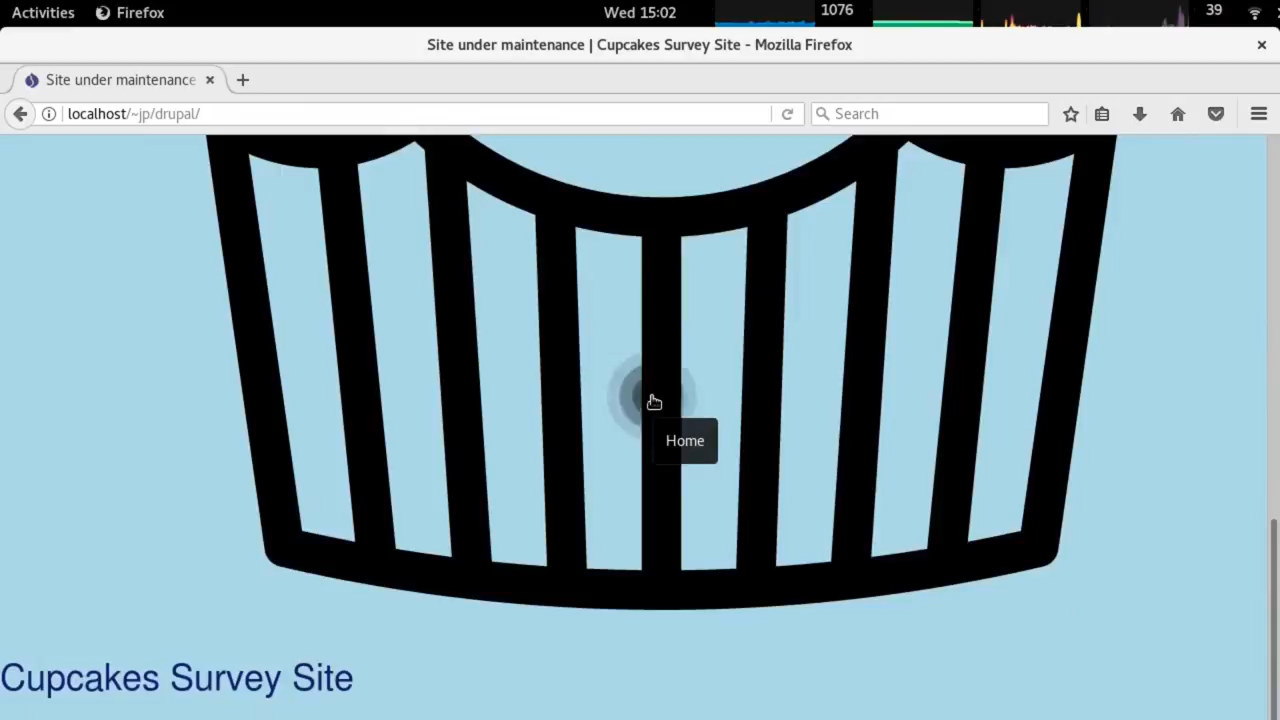 Activities Firefox Wed 15:02 1076 39
Site under maintenance | Cupcakes Survey Site - Mozilla Firefox
Site under maintenance
localhost/~jp/drupal/ Search
Home
Cupcakes Survey Site